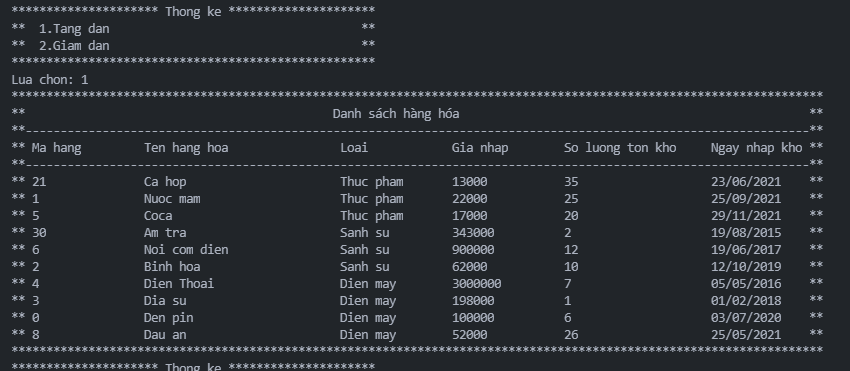 ********************* Thong ke *********************
**  1.Tang dan                                    **
**  2.Giam dan                                    **
****************************************************
Lua chon: 1
********************************************************************************************************************
**                                            Danh sách hàng hóa                                                  **
**----------------------------------------------------------------------------------------------------------------**
** Ma hang         Ten hang hoa                Loai            Gia nhap        So luong ton kho     Ngay nhap kho **
**----------------------------------------------------------------------------------------------------------------**
** 21              Ca hop                      Thuc pham       13000           35                   23/06/2021    **
** 1               Nuoc mam                    Thuc pham       22000           25                   25/09/2021    **
** 5               Coca                        Thuc pham       17000           20                   29/11/2021    **
** 30              Am tra                      Sanh su         343000          2                    19/08/2015    **
** 6               Noi com dien                Sanh su         900000          12                   19/06/2017    **
** 2               Binh hoa                    Sanh su         62000           10                   12/10/2019    **
** 4               Dien Thoai                  Dien may        3000000         7                    05/05/2016    **
** 3               Dia su                      Dien may        198000          1                    01/02/2018    **
** 0               Den pin                     Dien may        100000          6                    03/07/2020    **
** 8               Dau an                      Dien may        52000           26                   25/05/2021    **
********************************************************************************************************************
********************* Thong ke *********************